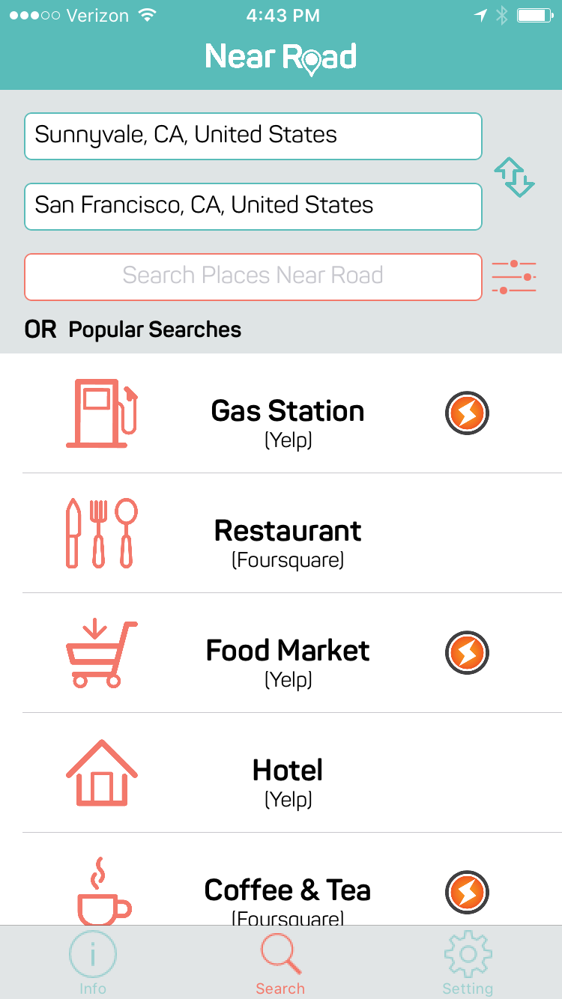 Verizon 4:43 PM
Near Road
Sunnyvale, CA, United States
San Francisco, CA, United States
Search Places Near Road
OR Popular Searches
Gas Station
(Yelp)
Restaurant
(Foursquare)
Food Market
(Yelp)
Hotel
(Yelp)
Coffee & Tea
(Foursquare)
Info Search Setting